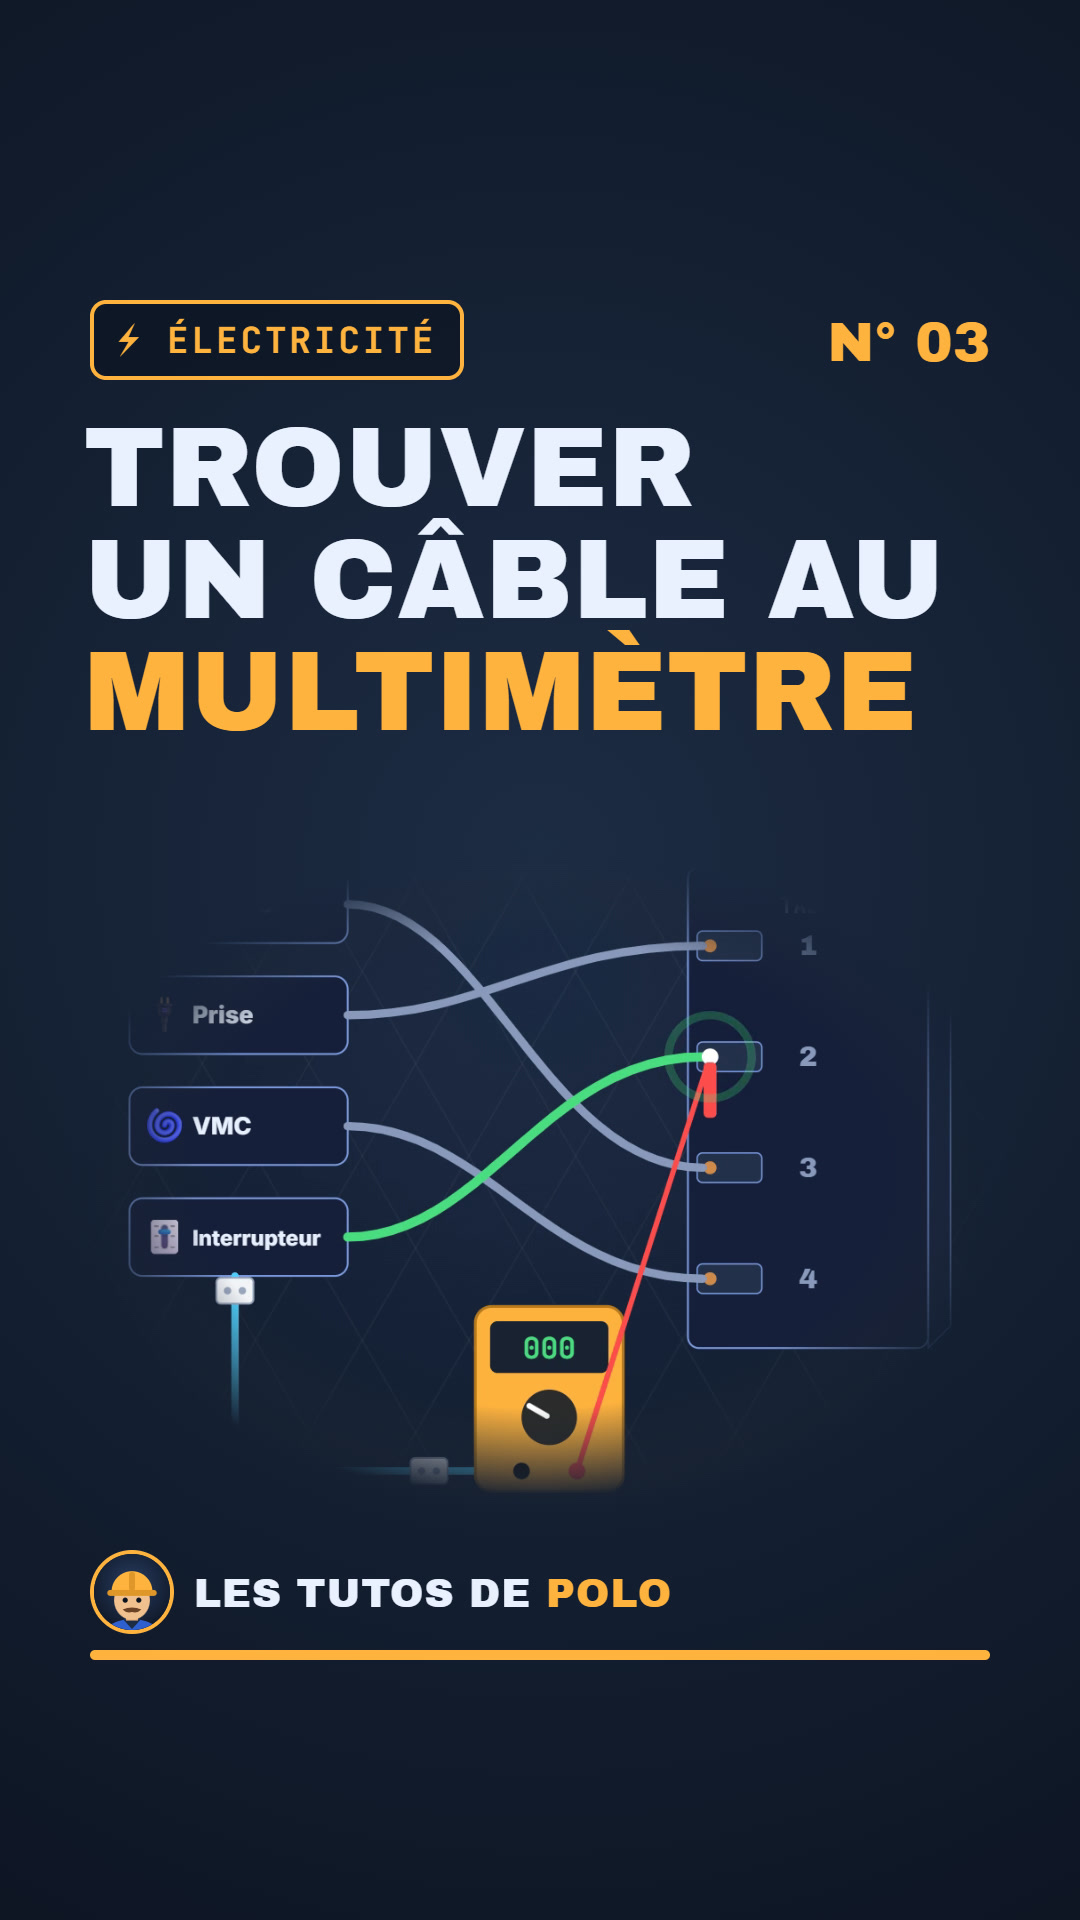 ⚡ ÉLECTRICITÉ
N° 03
TROUVER
UN CÂBLE AU
MULTIMÈTRE
1
Prise
2
VMC
3
Interrupteur
4
000
LES TUTOS DE POLO